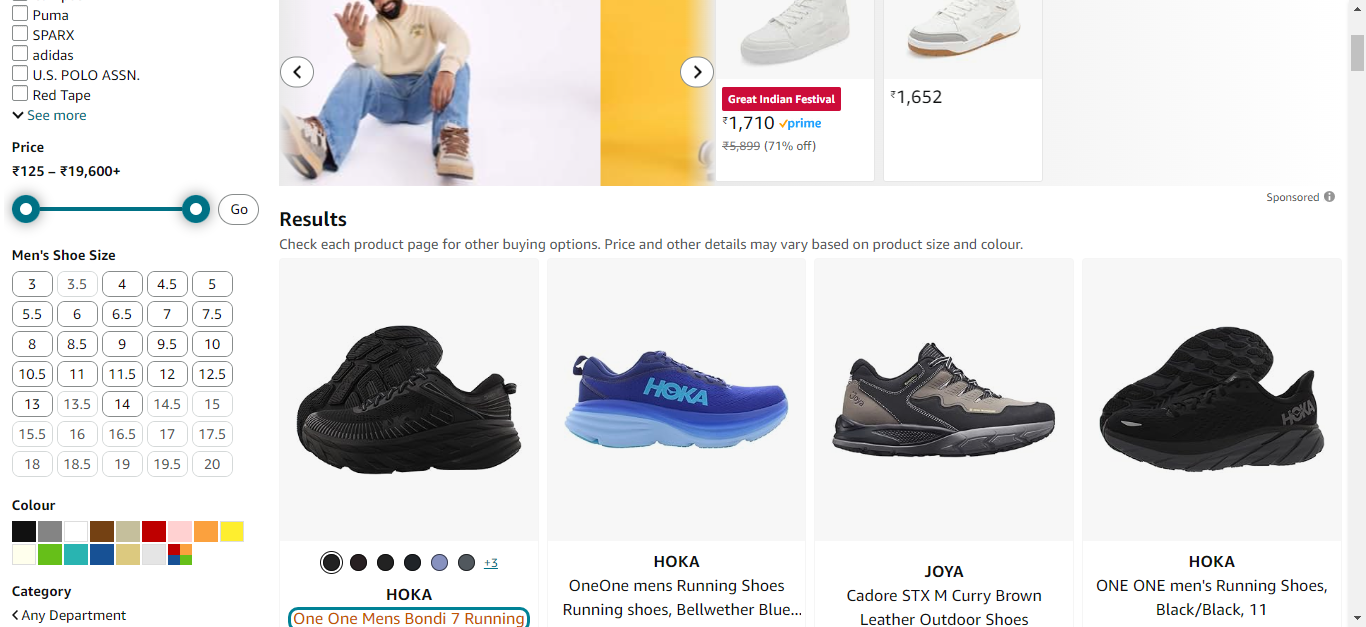 Puma
SPARX
adidas
U.S. POLO ASSN.
Red Tape
See more
Price
₹125 – ₹19,600+
Go
Men's Shoe Size
3 3.5 4 4.5 5
5.5 6 6.5 7 7.5
8 8.5 9 9.5 10
10.5 11 11.5 12 12.5
13 13.5 14 14.5 15
15.5 16 16.5 17 17.5
18 18.5 19 19.5 20
Colour
Category
Any Department
Great Indian Festival
₹1,710 prime
₹5,899 (71% off)
₹1,652
Sponsored
Results
Check each product page for other buying options. Price and other details may vary based on product size and colour.
+3
HOKA
One One Mens Bondi 7 Running
HOKA
HOKA
OneOne mens Running Shoes
Running shoes, Bellwether Blue...
JOYA
Cadore STX M Curry Brown
Leather Outdoor Shoes
HOKA
HOKA
ONE ONE men's Running Shoes,
Black/Black, 11